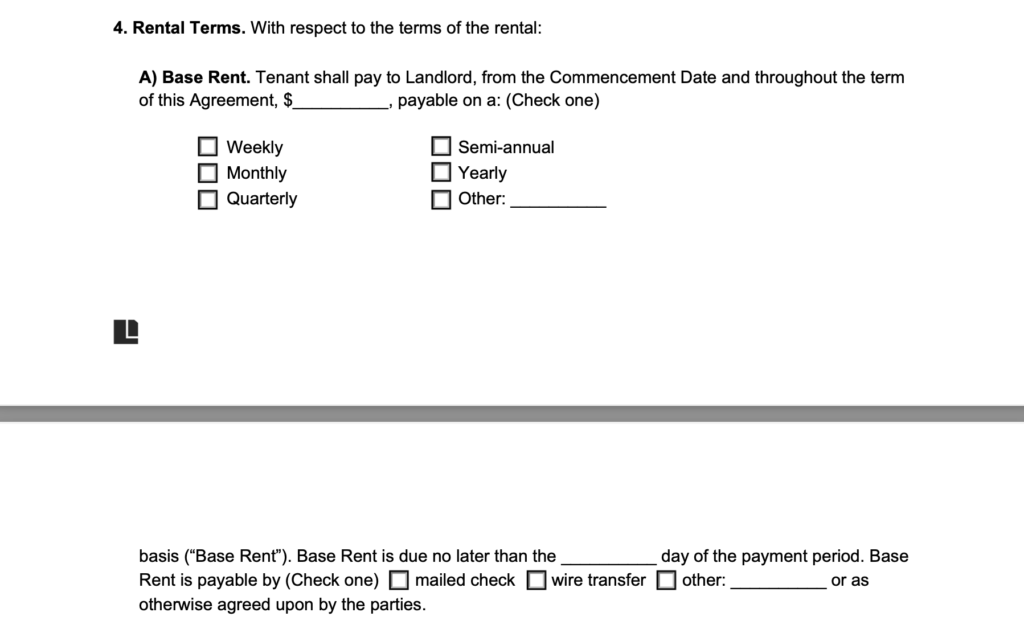 4. Rental Terms. With respect to the terms of the rental:
A) Base Rent. Tenant shall pay to Landlord, from the Commencement Date and throughout the term
of this Agreement, $__________, payable on a: (Check one)
☐ Weekly ☐ Semi-annual
☐ Monthly ☐ Yearly
☐ Quarterly ☐ Other: __________
basis (“Base Rent”). Base Rent is due no later than the __________ day of the payment period. Base
Rent is payable by (Check one) ☐ mailed check ☐ wire transfer ☐ other: __________ or as
otherwise agreed upon by the parties.